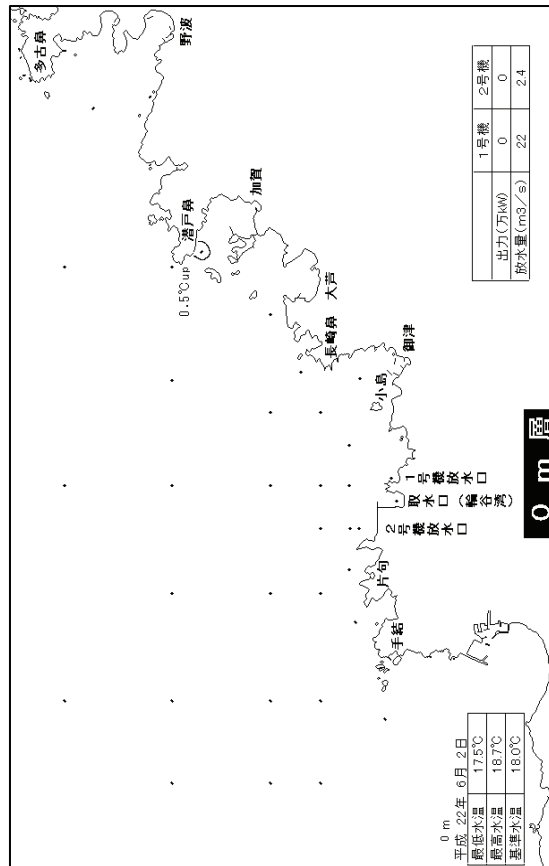 多古鼻
野波
潜戸鼻
加賀
0.5℃up
大芦
長崎鼻
御津
小島
1号機放水口
取水口(輪谷湾)
2号機放水口
片句
手結
1号機 2号機
出力(万kW) 0 0
放水量(m3/s) 22 2.4
0m層
0 m
平成 22年 6月 2日
最低水温 17.5℃
最高水温 18.7℃
基準水温 18.0℃